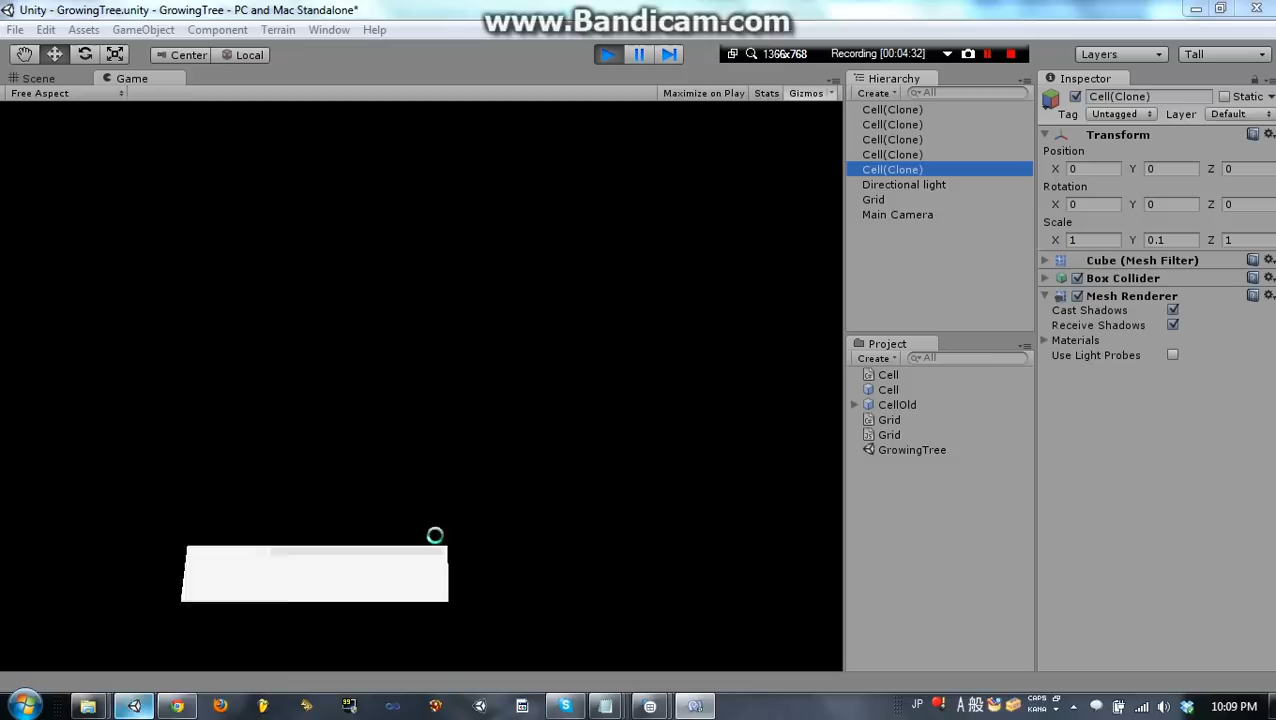 Unity - GrowingTree.unity - GrowingTree - PC and Mac Standalone*
www.Bandicam.com
File Edit Assets GameObject Component Terrain Window Help
Center Local
1366x768 Recording [00:04:32]
Layers Tall
Scene Game
Free Aspect Maximize on Play Stats Gizmos
Hierarchy
Create All
Cell(Clone)
Cell(Clone)
Cell(Clone)
Cell(Clone)
Cell(Clone)
Directional light
Grid
Main Camera
Project
Create All
Cell
Cell
CellOld
Grid
Grid
GrowingTree
Inspector
Cell(Clone) Static
Tag Untagged Layer Default
Transform
Position
X 0 Y 0 Z 0
Rotation
X 0 Y 0 Z 0
Scale
X 1 Y 0.1 Z 1
Cube (Mesh Filter)
Box Collider
Mesh Renderer
Cast Shadows
Receive Shadows
Materials
Use Light Probes
JP A 般 CAPS KANA 10:09 PM